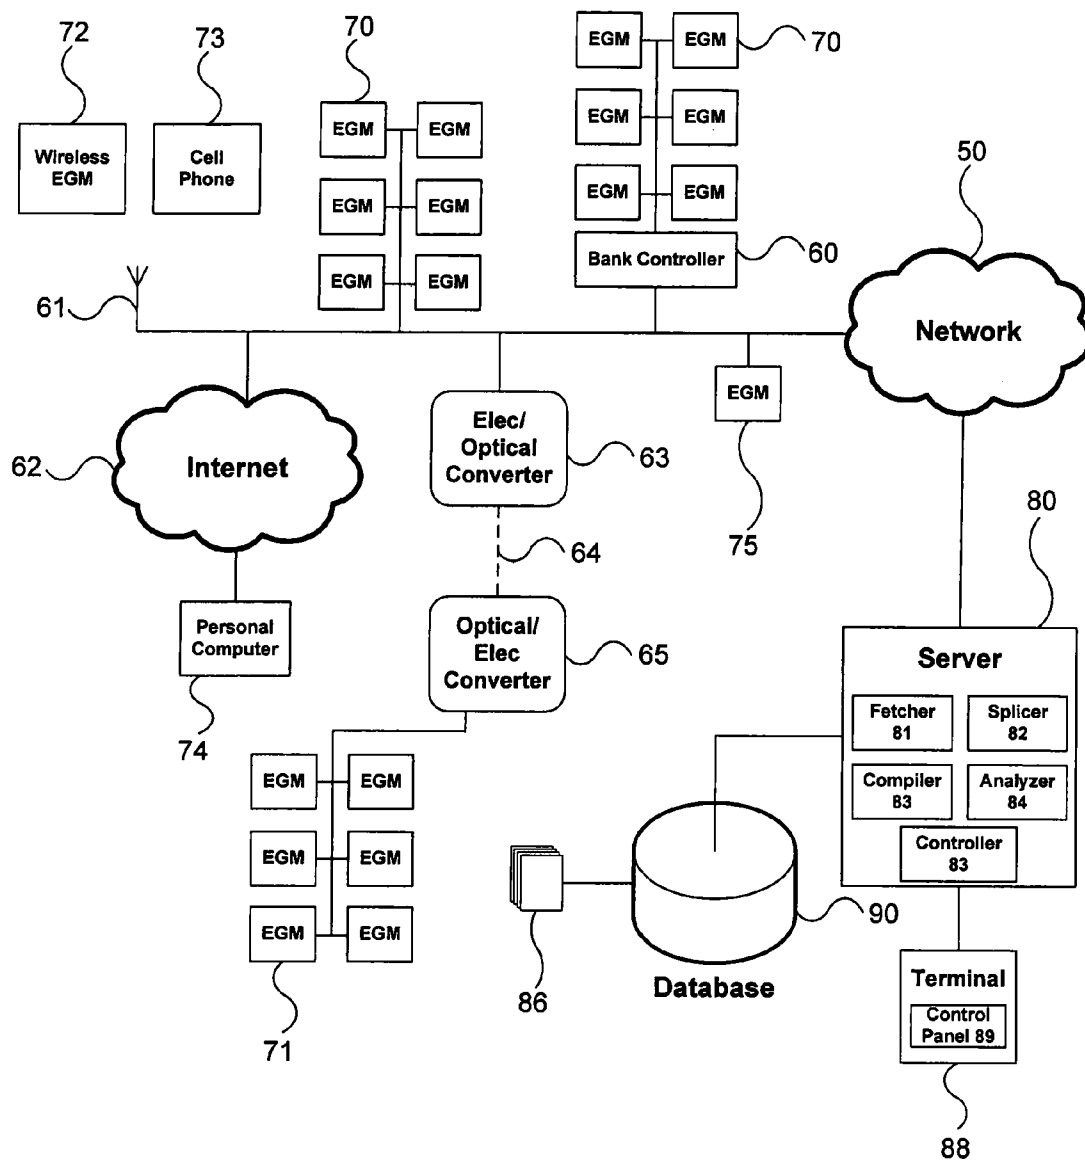 72
73
70
EGM EGM
70
EGM EGM
Wireless
EGM
Cell
Phone
EGM EGM
EGM EGM
50
EGM EGM
EGM EGM
EGM EGM
Bank Controller
60
61
Network
EGM
Elec/
Optical
Converter
63
62
Internet
75
64
80
Personal
Computer
Optical/
Elec
Converter
65
Server
Fetcher
81
Splicer
82
74
Compiler
83
Analyzer
84
EGM EGM
Controller
83
EGM EGM
90
EGM EGM
86
Database
Terminal
Control
Panel 89
71
88